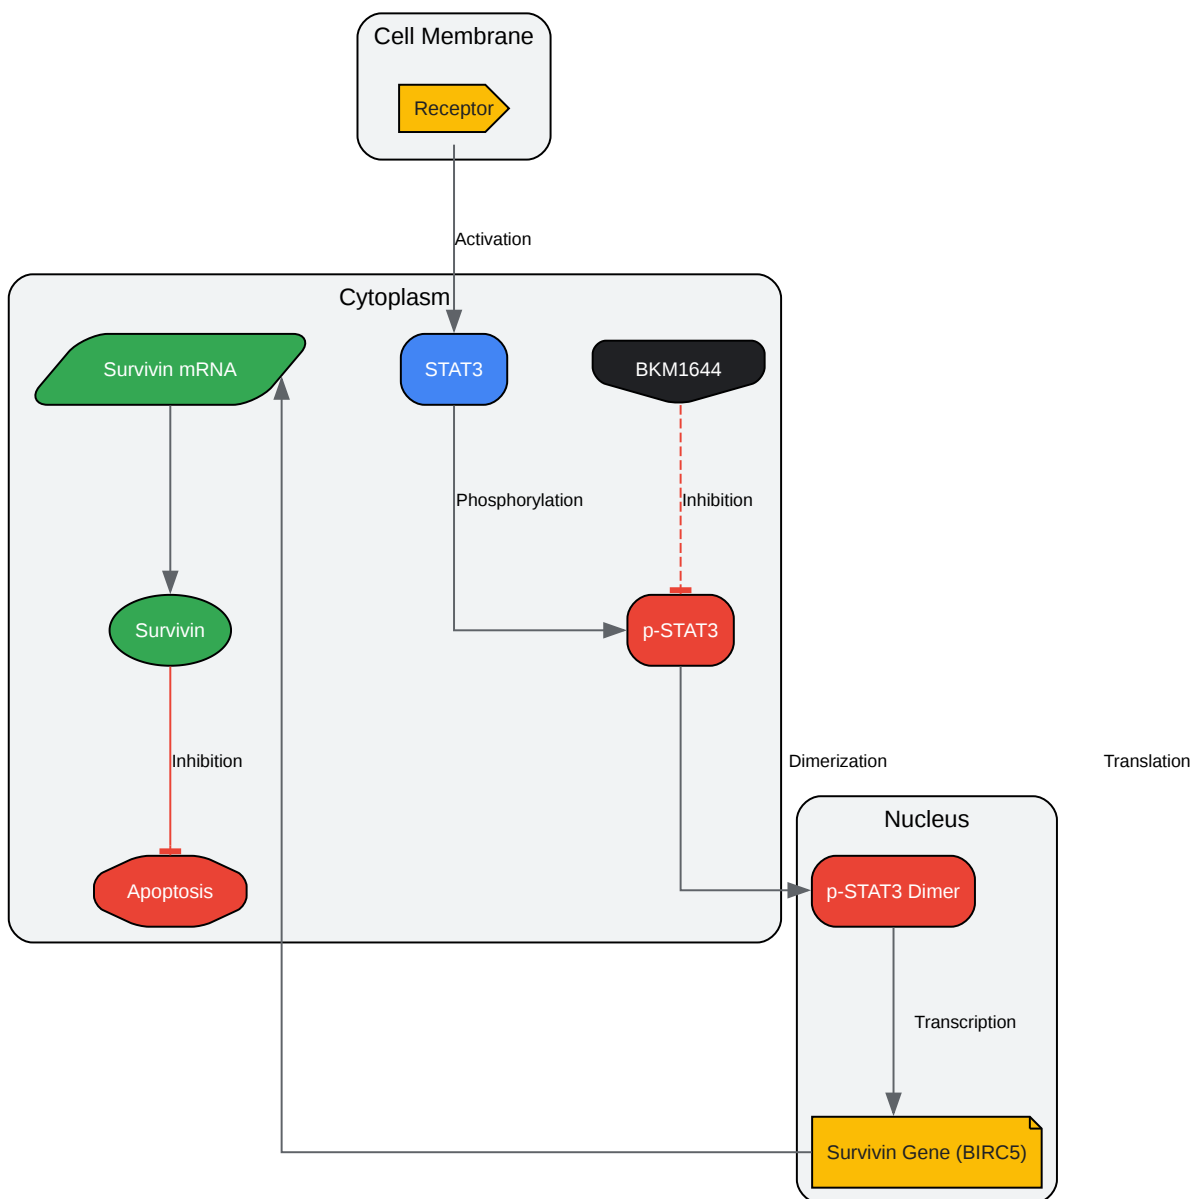 Cell Membrane
Receptor
Activation
Cytoplasm
Survivin mRNA
STAT3
BKM1644
Phosphorylation
Inhibition
Survivin
p-STAT3
Inhibition
Dimerization
Translation
Nucleus
Apoptosis
p-STAT3 Dimer
Transcription
Survivin Gene (BIRC5)